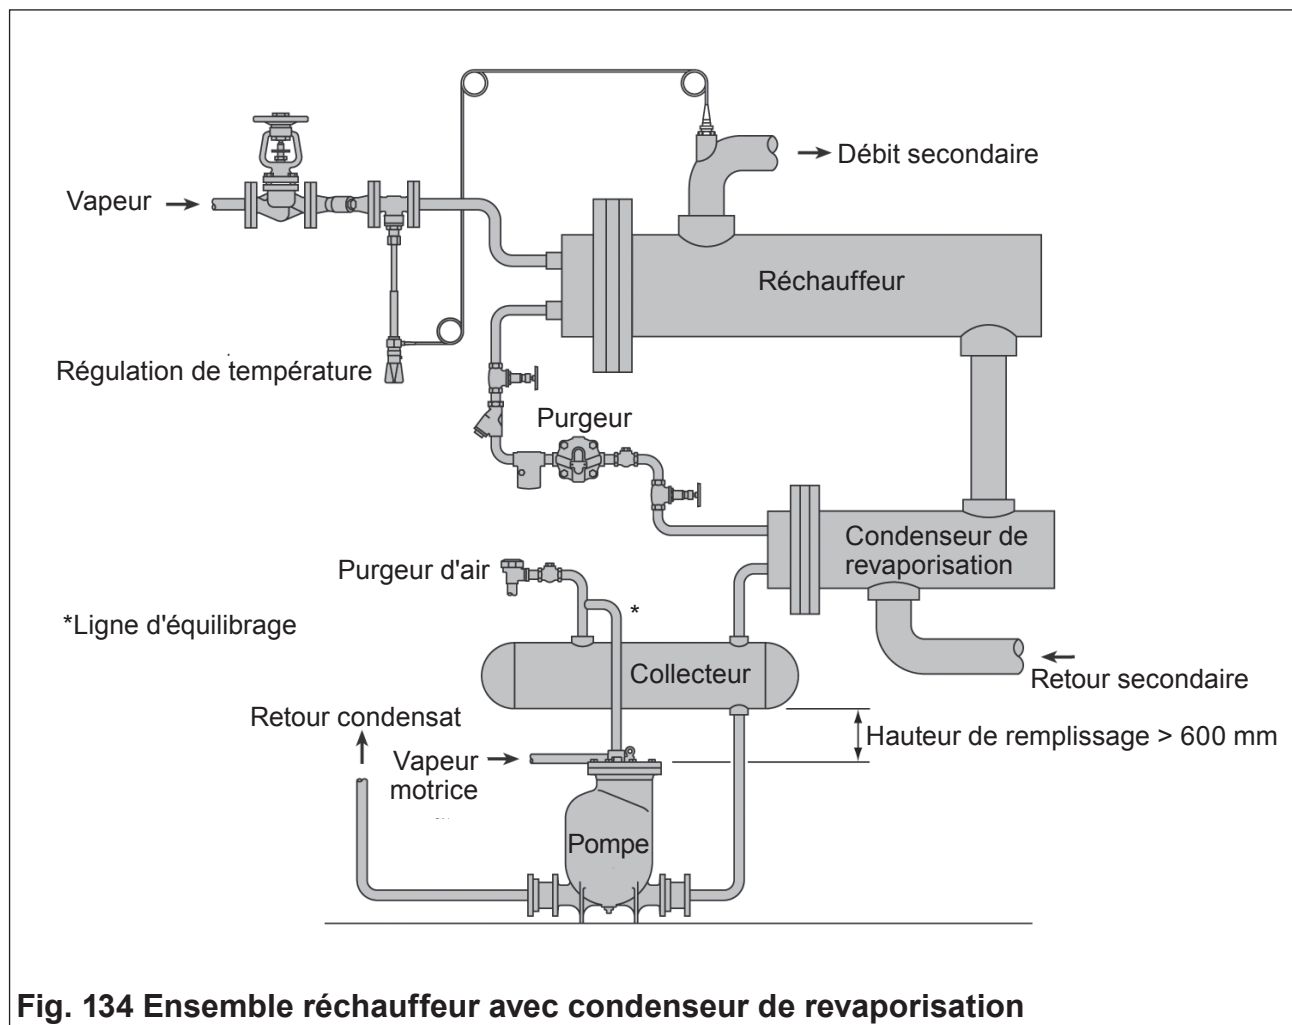 Débit secondaire
Vapeur
Réchauffeur
Régulation de température
Purgeur
Condenseur de
revaporisation
Purgeur d'air
*
*Ligne d'équilibrage
Collecteur
Retour secondaire
Retour condensat
Hauteur de remplissage > 600 mm
Vapeur
motrice
Pompe
Fig. 134 Ensemble réchauffeur avec condenseur de revaporisation